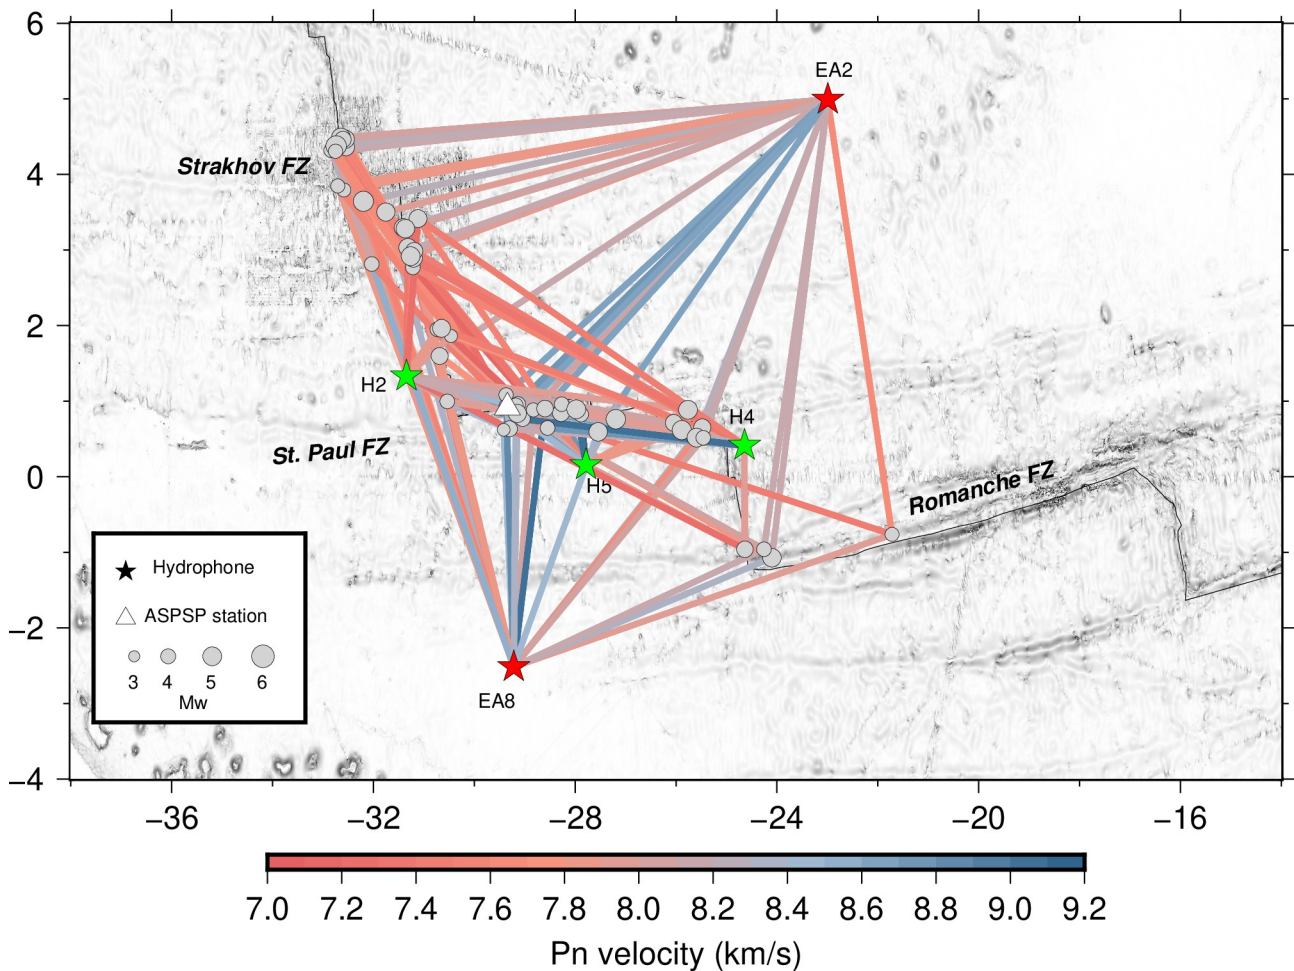 6
4
2
0
−2
−4
EA2
Strakhov FZ
H2
H4
St. Paul FZ
H5
Romanche FZ
EA8
Hydrophone
ASPSP station
3 4 5 6
Mw
−36 −32 −28 −24 −20 −16
7.0 7.2 7.4 7.6 7.8 8.0 8.2 8.4 8.6 8.8 9.0 9.2
Pn velocity (km/s)